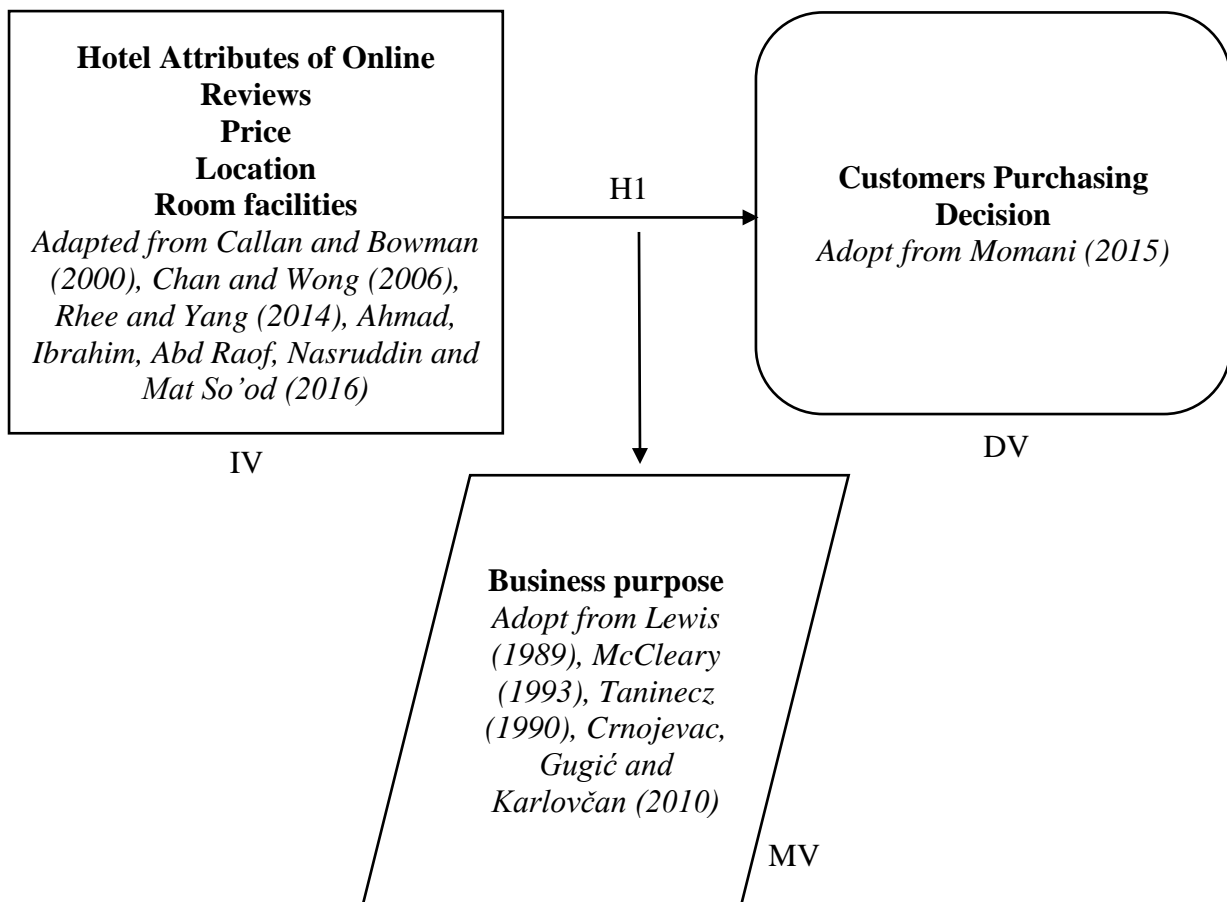 Hotel Attributes of Online
Reviews
Price
Location
Room facilities
Adapted from Callan and Bowman
(2000), Chan and Wong (2006),
Rhee and Yang (2014), Ahmad,
Ibrahim, Abd Raof, Nasruddin and
Mat So’od (2016)
IV
H1
Customers Purchasing
Decision
Adopt from Momani (2015)
DV
Business purpose
Adopt from Lewis
(1989), McCleary
(1993), Taninecz
(1990), Crnojevac,
Gugić and
Karlovčan (2010)
MV